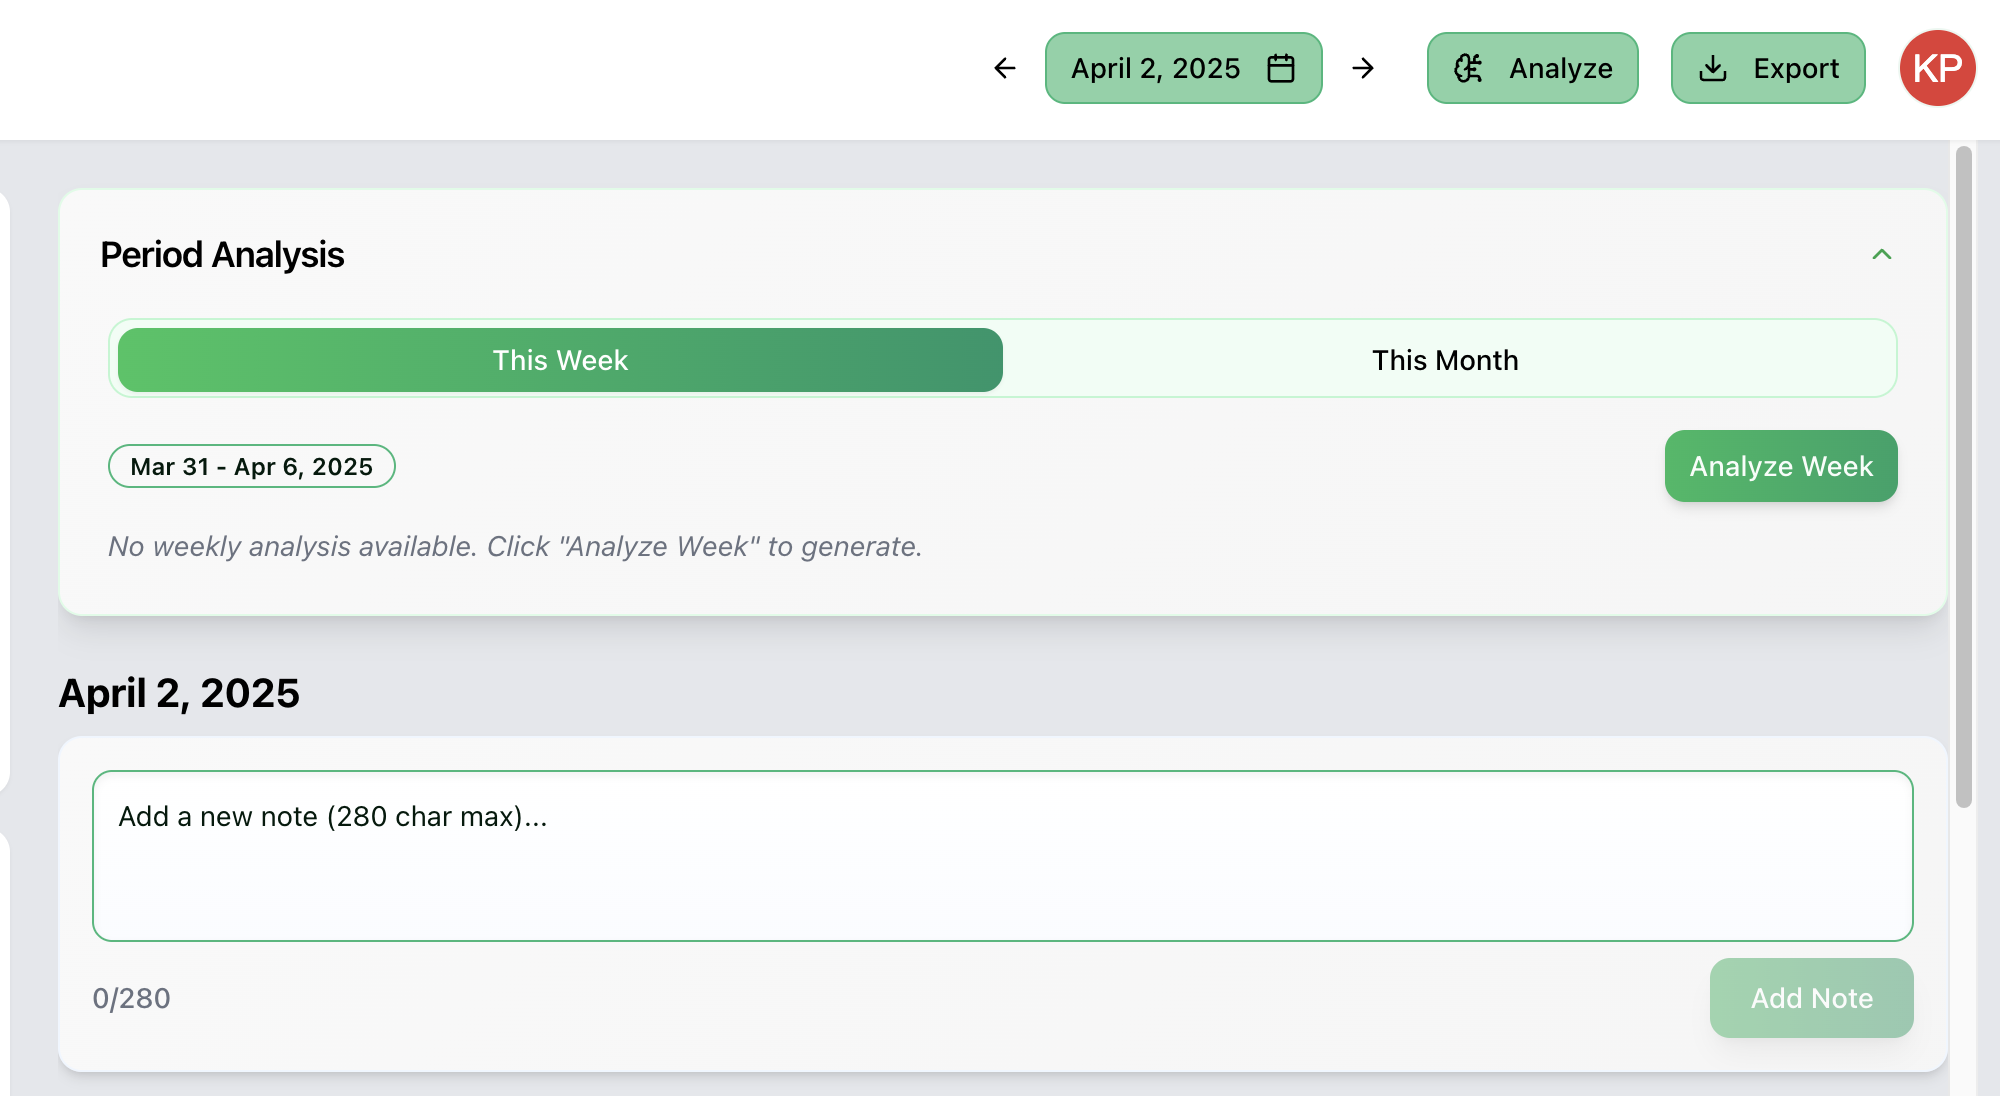 April 2, 2025
Analyze
Export
KP
Period Analysis
This Week
This Month
Mar 31 - Apr 6, 2025
Analyze Week
No weekly analysis available. Click "Analyze Week" to generate.
April 2, 2025
Add a new note (280 char max)...
0/280
Add Note